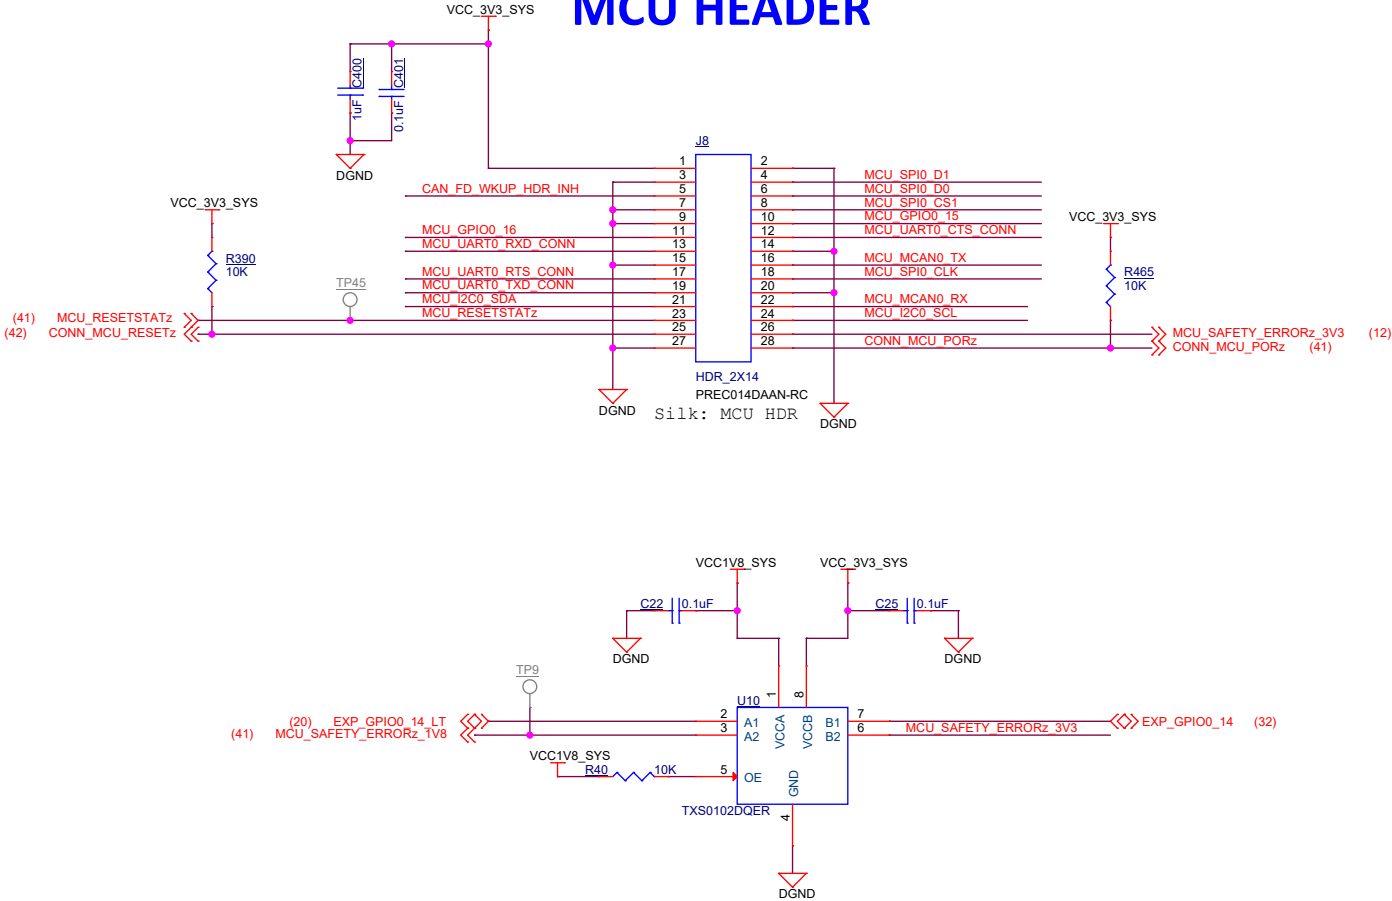 MCU HEADER
VCC_3V3_SYS
C400
1uF
C401
0.1uF
DGND
J8
1 2
3 4 MCU_SPI0_D1
CAN_FD_WKUP_HDR_INH 5 6 MCU_SPI0_D0
7 8 MCU_SPI0_CS1
9 10 MCU_GPIO0_15
MCU_GPIO0_16 11 12 MCU_UART0_CTS_CONN
MCU_UART0_RXD_CONN 13 14
15 16 MCU_MCAN0_TX
MCU_UART0_RTS_CONN 17 18 MCU_SPI0_CLK
MCU_UART0_TXD_CONN 19 20
MCU_I2C0_SDA 21 22 MCU_MCAN0_RX
MCU_RESETSTATz 23 24 MCU_I2C0_SCL
25 26
27 28 CONN_MCU_PORz
VCC_3V3_SYS
R390
10K
TP45
(41) MCU_RESETSTATz
(42) CONN_MCU_RESETz
VCC_3V3_SYS
R465
10K
MCU_SAFETY_ERRORz_3V3 (12)
CONN_MCU_PORz (41)
HDR_2X14
PREC014DAAN-RC
Silk: MCU HDR
DGND
DGND
VCC1V8_SYS
VCC_3V3_SYS
C22 0.1uF
C25 0.1uF
DGND
DGND
TP9
U10
1 8
(20) EXP_GPIO0_14_LT 2 A1 VCCA VCCB B1 7 EXP_GPIO0_14 (32)
(41) MCU_SAFETY_ERRORz_1V8 3 A2 B2 6 MCU_SAFETY_ERRORz_3V3
VCC1V8_SYS
R40 10K 5 OE GND
TXS0102DQER
4
DGND